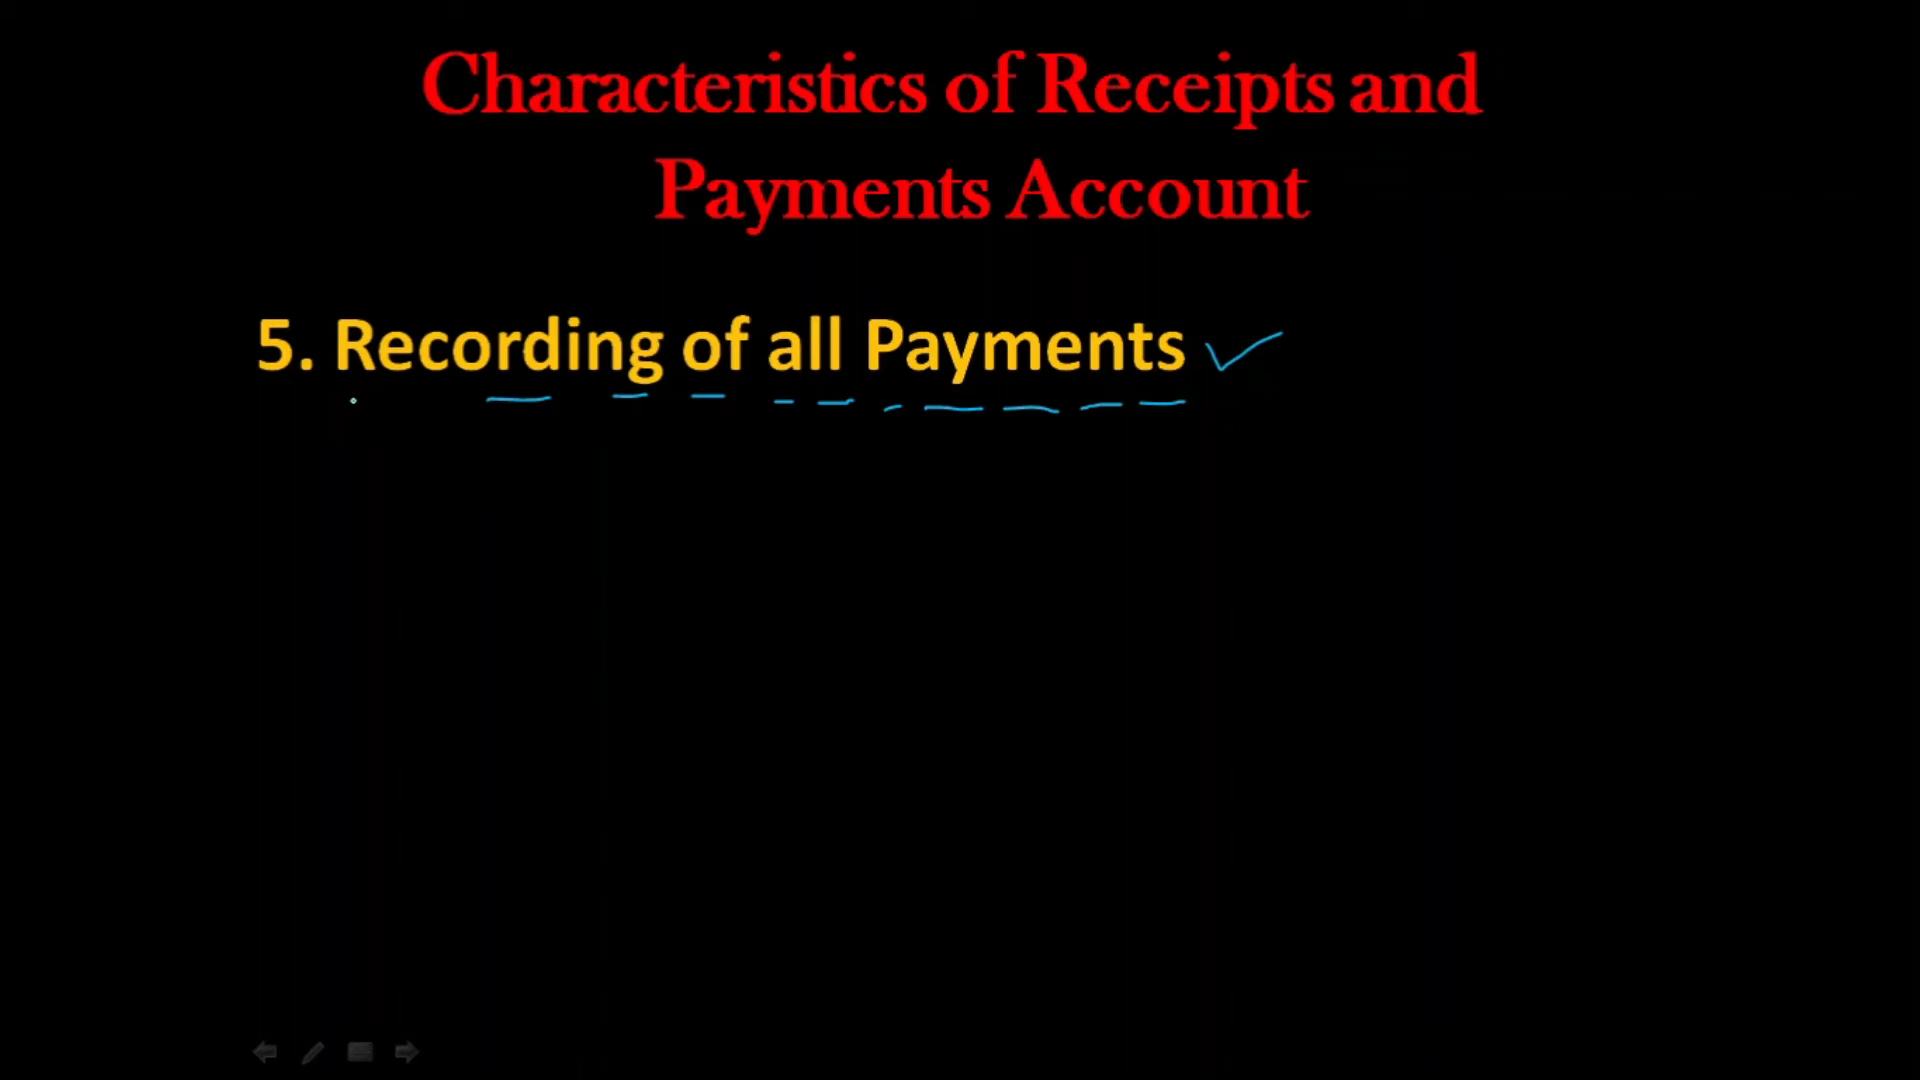 Characteristics of Receipts and
Payments Account
5. Recording of all Payments